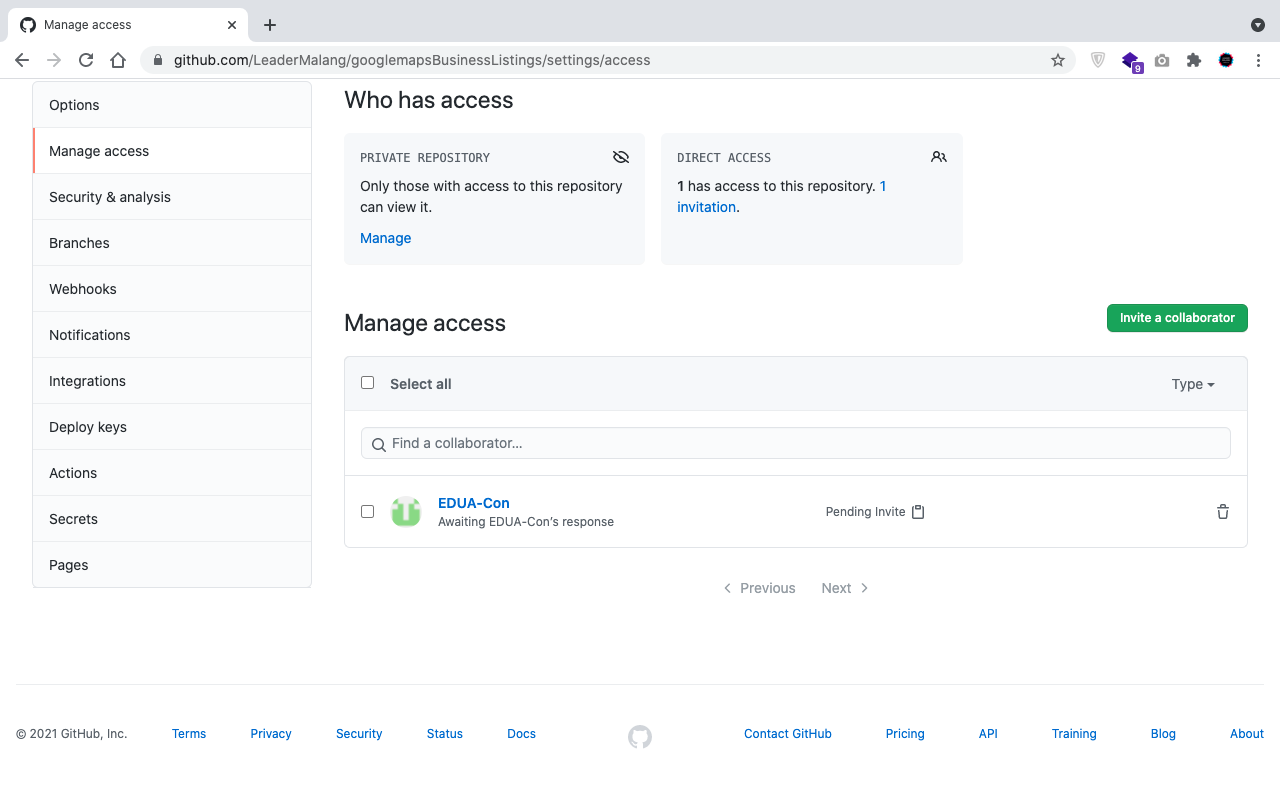 Manage access
github.com/LeaderMalang/googlemapsBusinessListings/settings/access
9
Options
Manage access
Security & analysis
Branches
Webhooks
Notifications
Integrations
Deploy keys
Actions
Secrets
Pages
Who has access
PRIVATE REPOSITORY
Only those with access to this repository
can view it.
Manage
DIRECT ACCESS
1 has access to this repository. 1
invitation.
Manage access
Invite a collaborator
Select all
Type
Find a collaborator...
EDUA-Con
Awaiting EDUA-Con's response
Pending Invite
Previous Next
© 2021 GitHub, Inc. Terms Privacy Security Status Docs Contact GitHub Pricing API Training Blog About